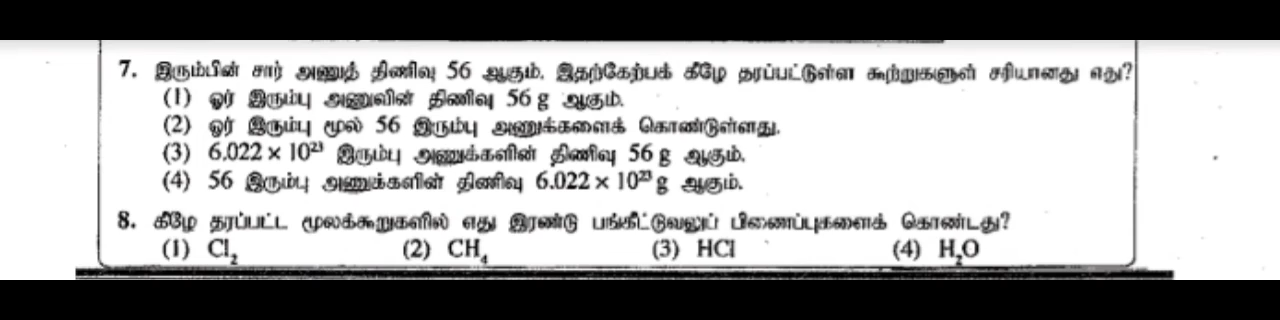 7. இரும்பின் சார் அணுத் திணிவு 56 ஆகும். இதற்கேற்பக் கீழே தரப்பட்டுள்ள கூற்றுகளுள் சரியானது எது?
(1) ஓர் இரும்பு அணுவின் திணிவு 56 g ஆகும்.
(2) ஓர் இரும்பு மூல் 56 இரும்பு அணுக்களைக் கொண்டுள்ளது.
(3) 6.022 × 10²³ இரும்பு அணுக்களின் திணிவு 56 g ஆகும்.
(4) 56 இரும்பு அணுக்களின் திணிவு 6.022 × 10²³ g ஆகும்.
8. கீழே தரப்பட்ட மூலக்கூறுகளில் எது இரண்டு பங்கீட்டுவலுப் பிணைப்புகளைக் கொண்டது?
(1) Cl₂ (2) CH₄ (3) HCl (4) H₂O